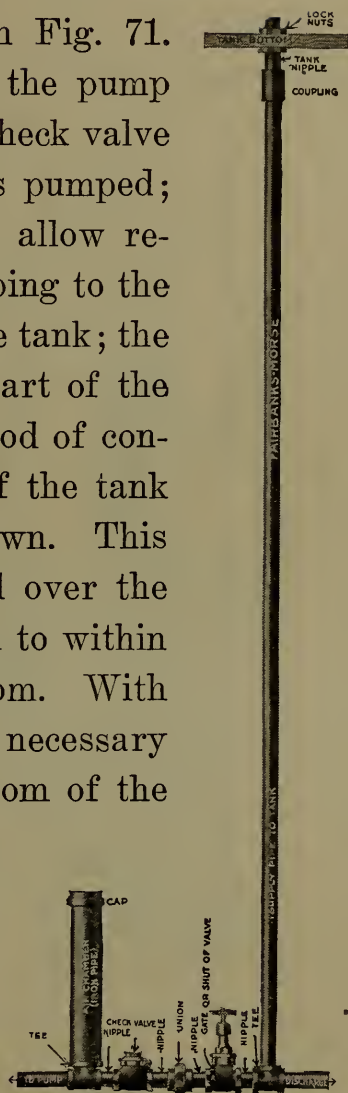 n Fig. 71.
the pump
heck valve
s pumped;
allow re-
ping to the
e tank; the
art of the
od of con-
f the tank
wn. This
l over the
to within
om. With
necessary
om of the
LOCK
NUTS
TANK BOTTOM
TANK
NIPPLE
COUPLING
FAIRBANKS-MORSE
SUPPLY PIPE TO TANK
CAP
AIR CHAMBER
(IRON PIPE)
TEE
NIPPLE
CHECK VALVE
NIPPLE
UNION
NIPPLE
GATE OR SHUT OF VALVE
NIPPLE
TEE
TO PUMP
DISCHARGE